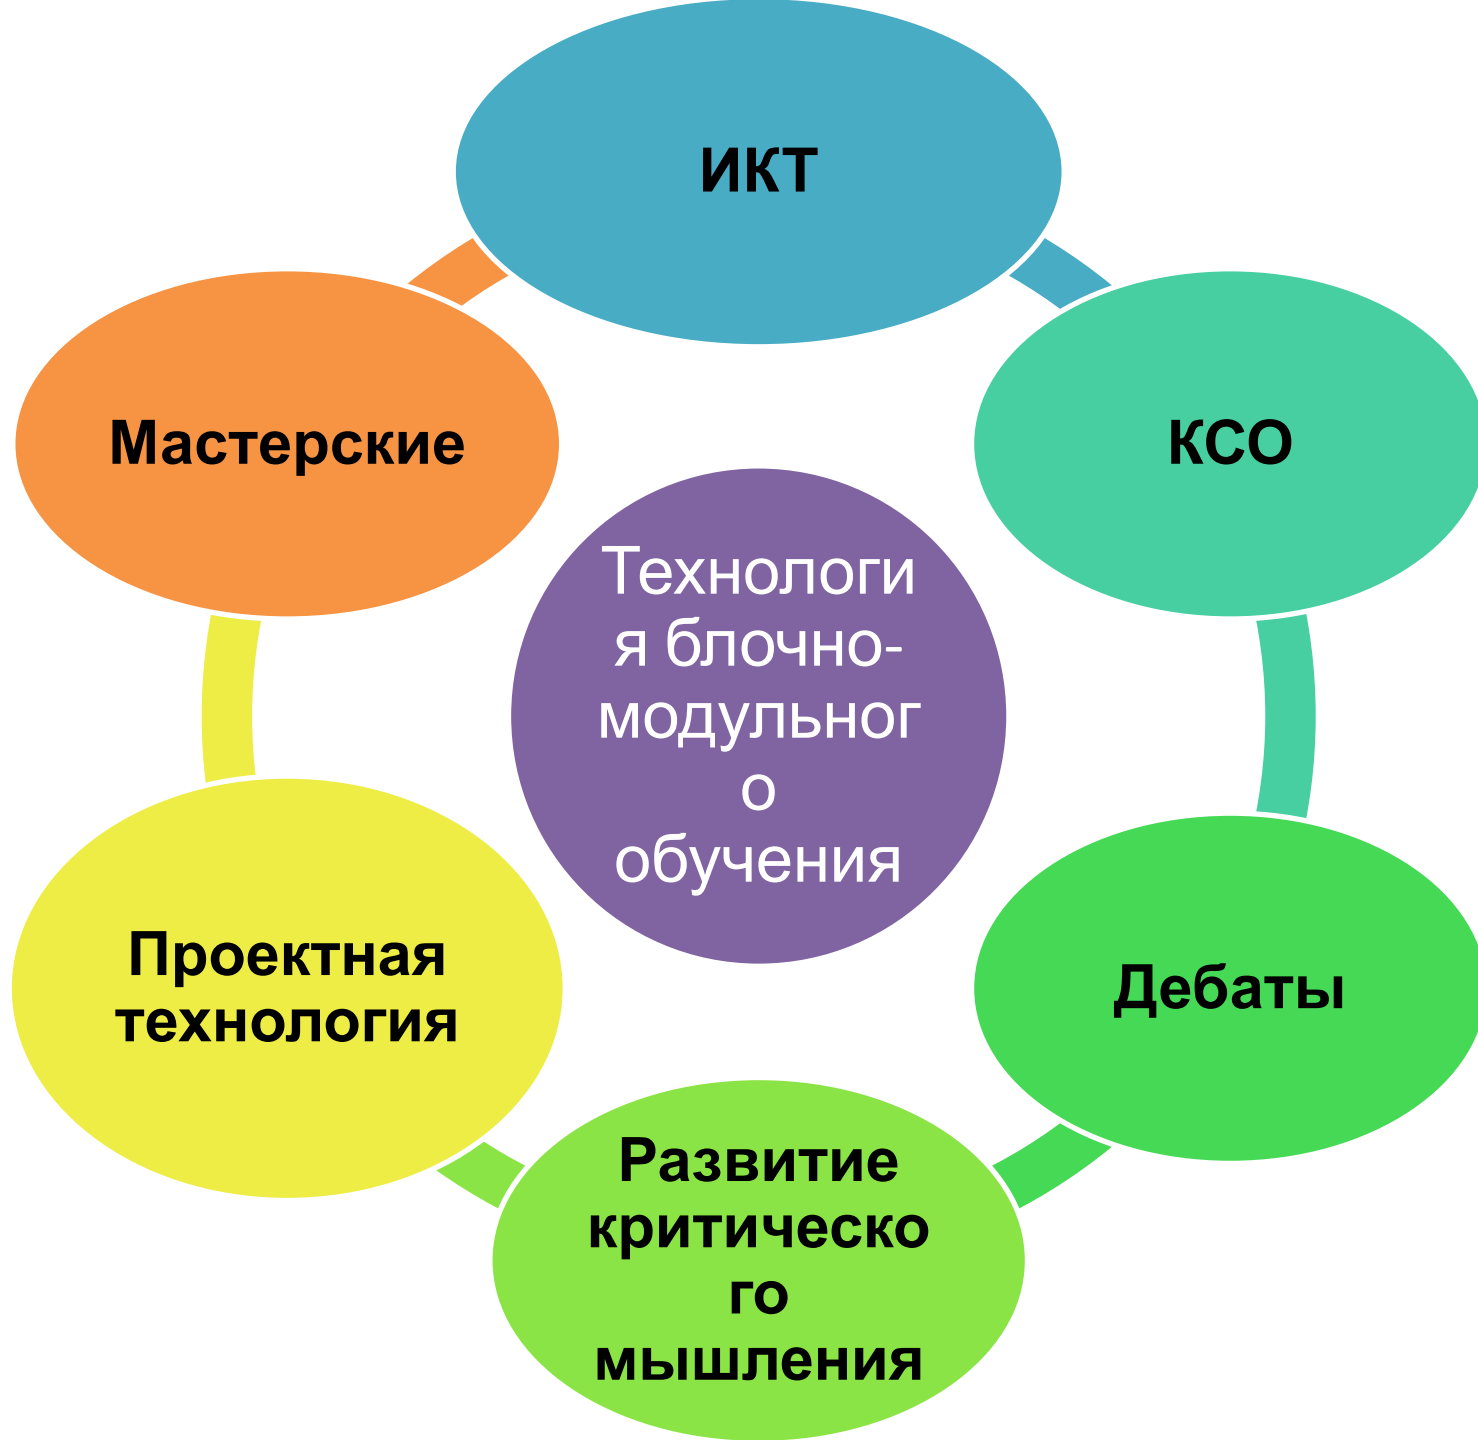 ИКТ
Мастерские
КСО
Технологи
я блочно-
модульног
о
обучения
Проектная
технология
Дебаты
Развитие
критическо
го
мышления